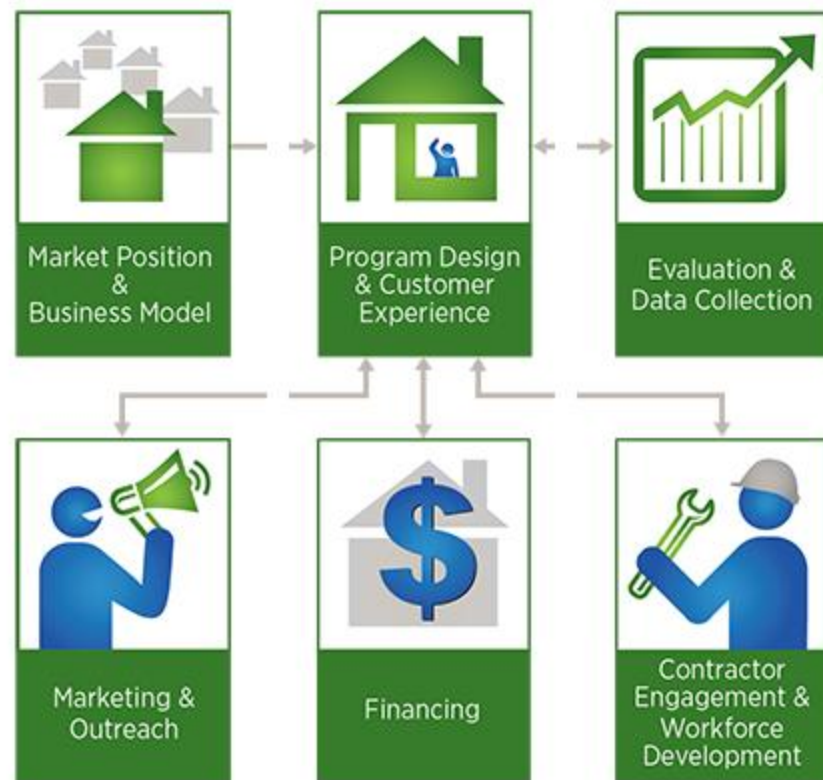 Market Position
&
Business Model
Program Design
& Customer
Experience
Evaluation &
Data Collection
Marketing &
Outreach
Financing
Contractor
Engagement &
Workforce
Development